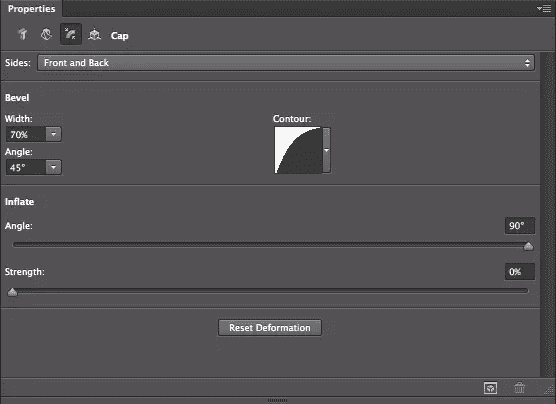 Properties
Cap
Sides: Front and Back
Bevel
Width: Contour:
70%
Angle:
45°
Inflate
Angle: 90°
Strength: 0%
Reset Deformation